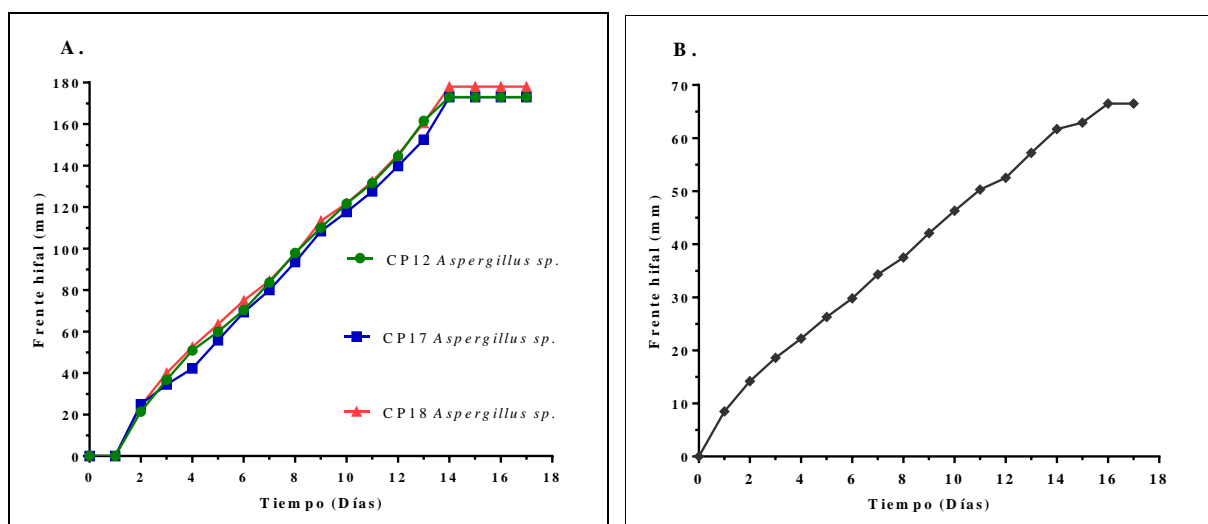 A.
180
160
140
120
100
80
60
40
20
0
Frente hifal (mm)
CP12 Aspergillus sp.
CP17 Aspergillus sp.
CP18 Aspergillus sp.
0 2 4 6 8 10 12 14 16 18
Tiempo (Días)
B.
70
60
50
40
30
20
10
0
Frente hifal (mm)
0 2 4 6 8 10 12 14 16 18
Tiempo (Días)